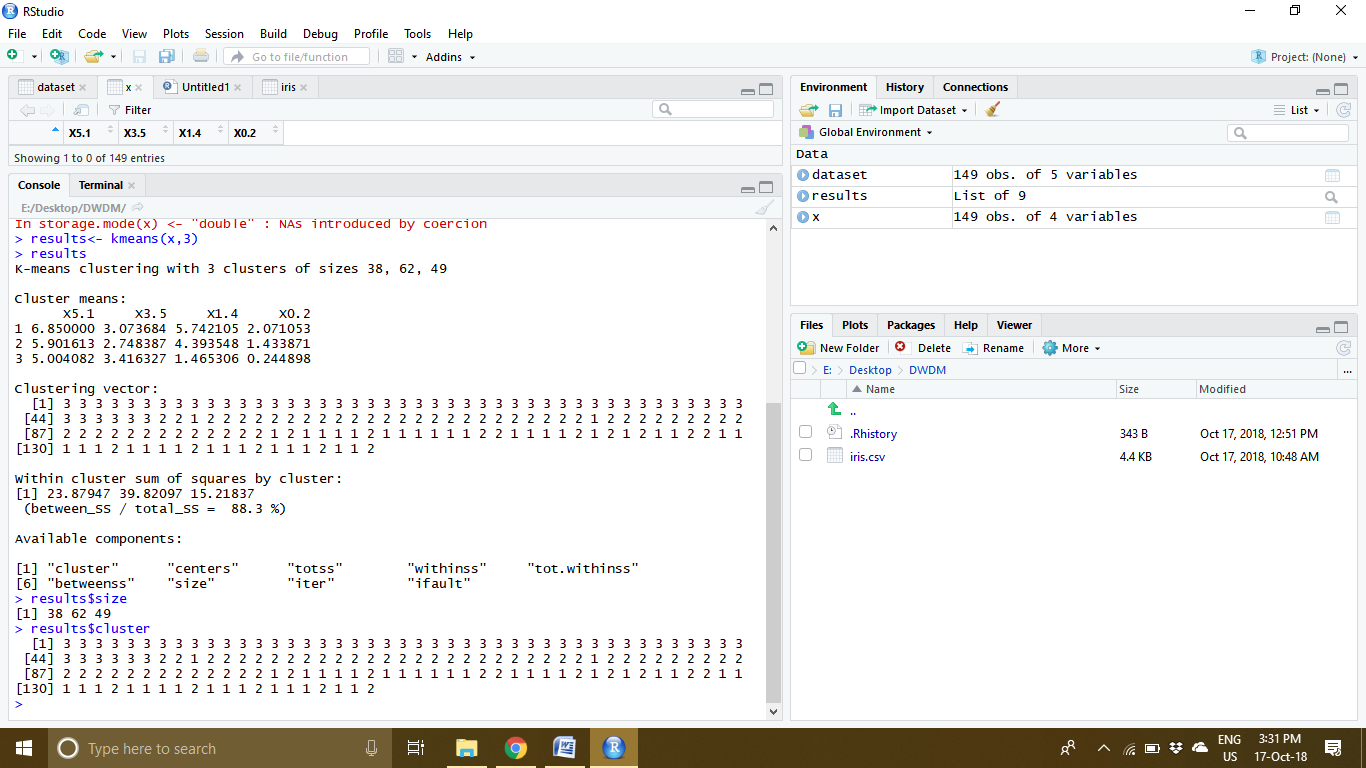 RStudio
File Edit Code View Plots Session Build Debug Profile Tools Help
Go to file/function Addins Project: (None)
dataset x Untitled1 iris
Filter
X5.1 X3.5 X1.4 X0.2
Showing 1 to 0 of 149 entries
Console Terminal
E:/Desktop/DWDM/
In storage.mode(x) <- "double" : NAs introduced by coercion
> results<- kmeans(x,3)
> results
K-means clustering with 3 clusters of sizes 38, 62, 49
Cluster means:
X5.1 X3.5 X1.4 X0.2
1 6.850000 3.073684 5.742105 2.071053
2 5.901613 2.748387 4.393548 1.433871
3 5.004082 3.416327 1.465306 0.244898
Clustering vector:
[1] 3 3 3 3 3 3 3 3 3 3 3 3 3 3 3 3 3 3 3 3 3 3 3 3 3 3 3 3 3 3 3 3 3 3 3 3 3 3 3 3 3 3 3
[44] 3 3 3 3 3 3 2 2 1 2 2 2 2 2 2 2 2 2 2 2 2 2 2 2 2 2 2 2 2 2 2 2 2 2 1 2 2 2 2 2 2 2 2 2
[87] 2 2 2 2 2 2 2 2 2 2 2 2 2 1 2 1 1 1 1 2 1 1 1 1 1 1 2 2 1 1 1 1 2 1 2 1 2 1 1 2 2 1 1
[130] 1 1 1 2 1 1 1 1 2 1 1 1 2 1 1 1 2 1 1 2
Within cluster sum of squares by cluster:
[1] 23.87947 39.82097 15.21837
(between_SS / total_SS = 88.3 %)
Available components:
[1] "cluster" "centers" "totss" "withinss" "tot.withinss"
[6] "betweenss" "size" "iter" "ifault"
> results$size
[1] 38 62 49
> results$cluster
[1] 3 3 3 3 3 3 3 3 3 3 3 3 3 3 3 3 3 3 3 3 3 3 3 3 3 3 3 3 3 3 3 3 3 3 3 3 3 3 3 3 3 3 3
[44] 3 3 3 3 3 3 2 2 1 2 2 2 2 2 2 2 2 2 2 2 2 2 2 2 2 2 2 2 2 2 2 2 2 2 1 2 2 2 2 2 2 2 2 2
[87] 2 2 2 2 2 2 2 2 2 2 2 2 2 1 2 1 1 1 1 2 1 1 1 1 1 1 2 2 1 1 1 1 2 1 2 1 2 1 1 2 2 1 1
[130] 1 1 1 2 1 1 1 1 2 1 1 1 2 1 1 1 2 1 1 2
>
Environment History Connections
Import Dataset List
Global Environment
Data
dataset 149 obs. of 5 variables
results List of 9
x 149 obs. of 4 variables
Files Plots Packages Help Viewer
New Folder Delete Rename More
E: Desktop DWDM ...
Name Size Modified
..
.Rhistory 343 B Oct 17, 2018, 12:51 PM
iris.csv 4.4 KB Oct 17, 2018, 10:48 AM
Type here to search
ENG 3:31 PM
US 17-Oct-18